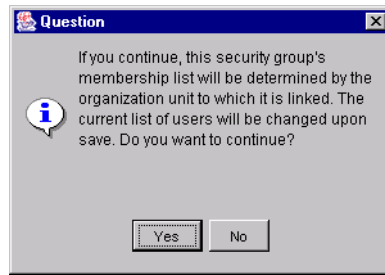 Question
If you continue, this security group's
membership list will be determined by the
organization unit to which it is linked. The
current list of users will be changed upon
save. Do you want to continue?
Yes
No